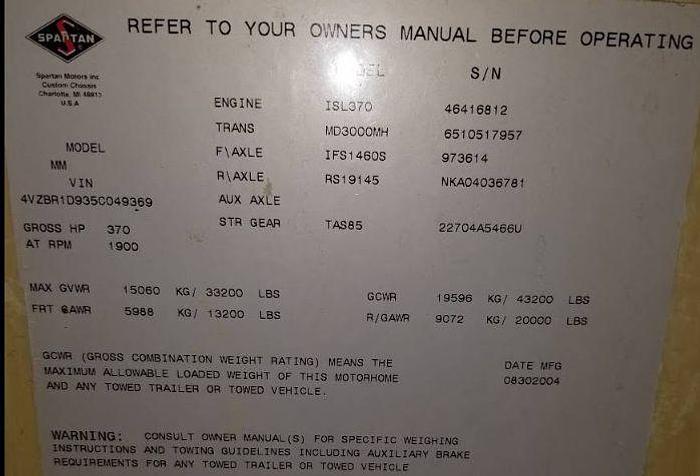 REFER TO YOUR OWNERS MANUAL BEFORE OPERATING
SPARTAN
Spartan Motors Inc
Custom Chassis
Charlotte, MI 48813
U.S.A
S/N
ENGINE ISL370 46416812
TRANS MD3000MH 6510517957
F\AXLE IFS1460S 973614
R\AXLE RS19145 NKA04036781
AUX AXLE
STR GEAR TAS85 22704A5466U
MODEL
MM
VIN
4VZBR1D935C049369
GROSS HP 370
AT RPM 1900
MAX GVWR 15060 KG/ 33200 LBS GCWR 19596 KG/ 43200 LBS
FRT GAWR 5988 KG/ 13200 LBS R/GAWR 9072 KG/ 20000 LBS
GCWR (GROSS COMBINATION WEIGHT RATING) MEANS THE
MAXIMUM ALLOWABLE LOADED WEIGHT OF THIS MOTORHOME
AND ANY TOWED TRAILER OR TOWED VEHICLE.
DATE MFG
08302004
WARNING: CONSULT OWNER MANUAL(S) FOR SPECIFIC WEIGHING
INSTRUCTIONS AND TOWING GUIDELINES INCLUDING AUXILIARY BRAKE
REQUIREMENTS FOR ANY TOWED TRAILER OR TOWED VEHICLE